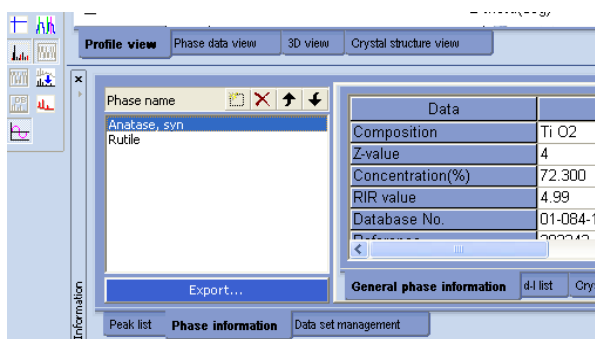 Profile view Phase data view 3D view Crystal structure view
Phase name
Anatase, syn
Rutile
Export...
Data
Composition Ti O2
Z-value 4
Concentration(%) 72.300
RIR value 4.99
Database No. 01-084-1
General phase information d-I list Cry
Information
Peak list Phase information Data set management